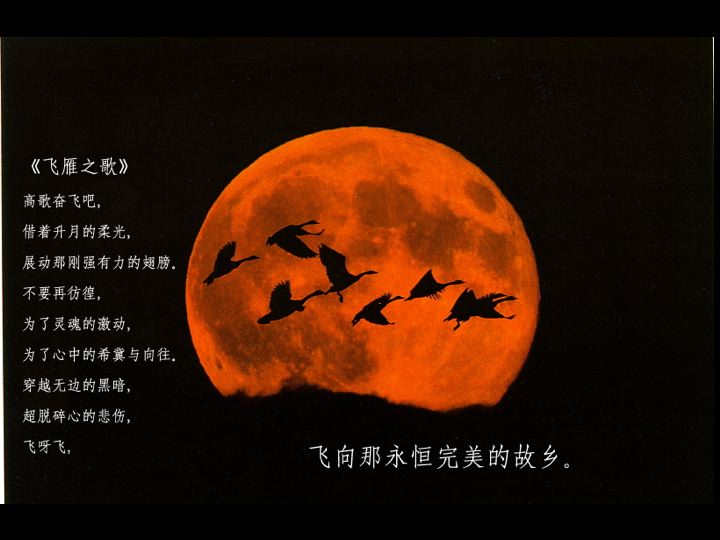 《飞雁之歌》
高歌奋飞吧,
借着升月的柔光,
展动那刚强有力的翅膀。
不要再彷徨,
为了灵魂的激动,
为了心中的希冀与向往。
穿越无边的黑暗,
超脱碎心的悲伤,
飞呀飞,
飞向那永恒完美的故乡。